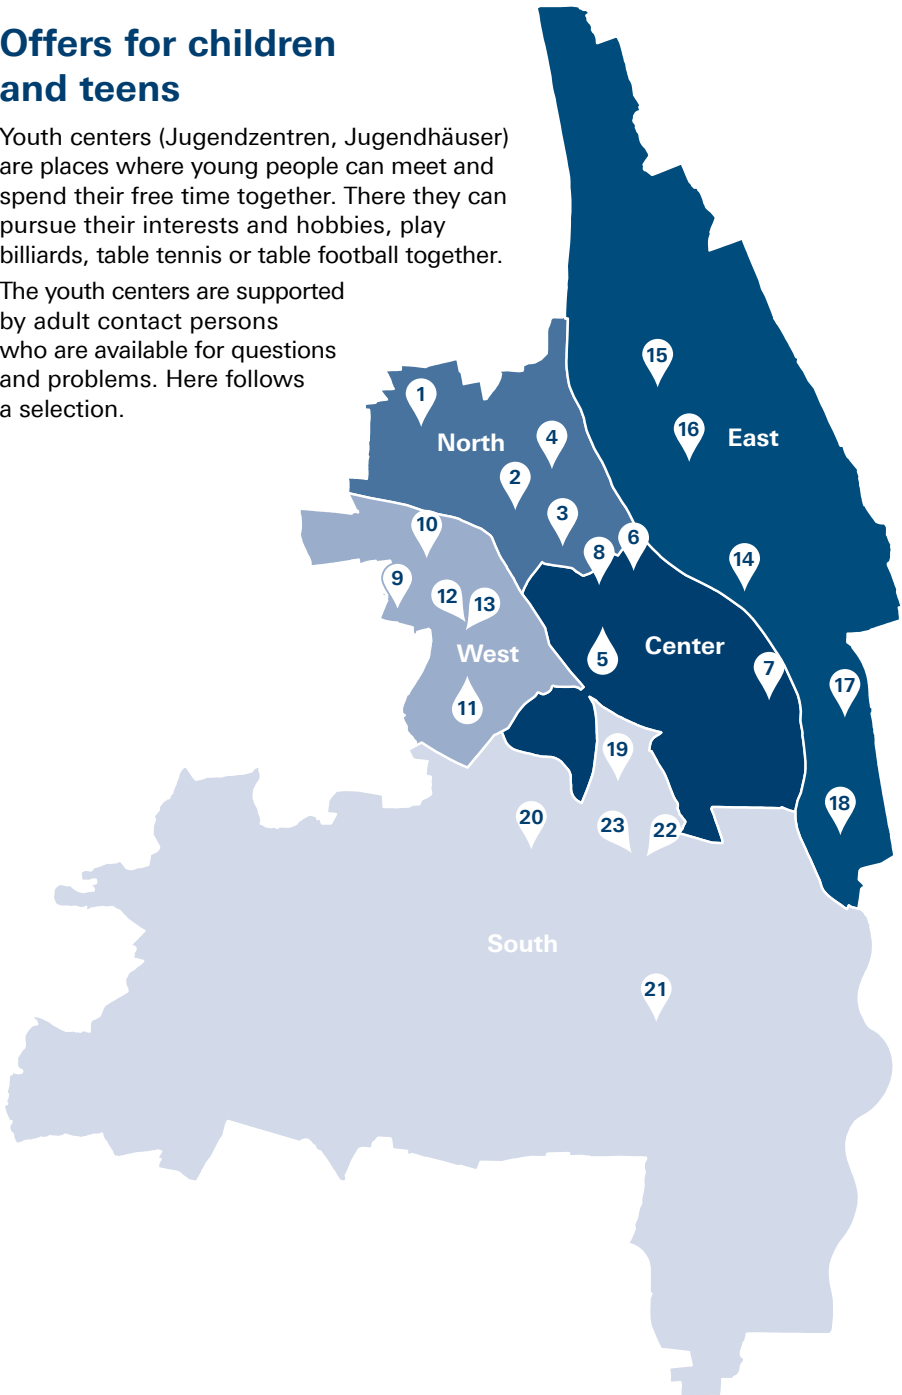 Offers for children
and teens
Youth centers (Jugendzentren, Jugendhäuser)
are places where young people can meet and
spend their free time together. There they can
pursue their interests and hobbies, play
billiards, table tennis or table football together.
The youth centers are supported
by adult contact persons
who are available for questions
and problems. Here follows
a selection.
15
1
16
East
4
North
2
3
10
6
8
14
9
12
13
Center
West
5
7
17
11
19
18
20
23
22
South
21